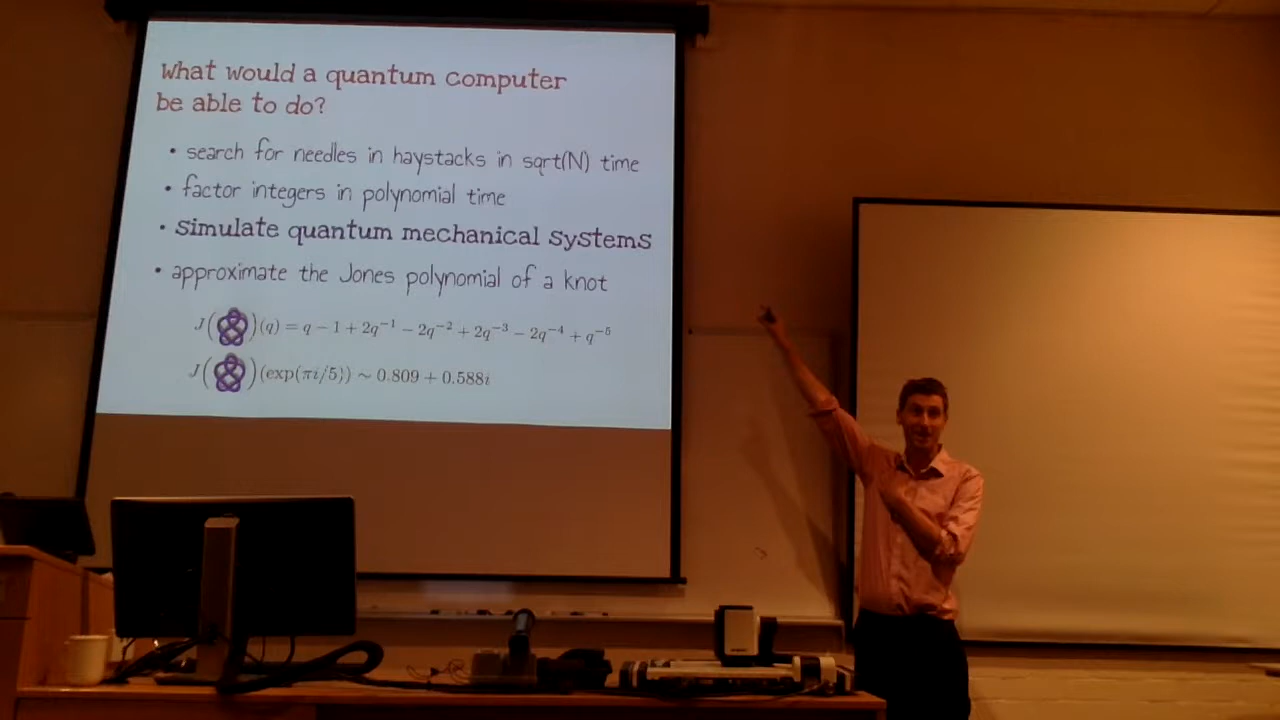 What would a quantum computer
be able to do?
• search for needles in haystacks in sqrt(N) time
• factor integers in polynomial time
• simulate quantum mechanical systems
• approximate the Jones polynomial of a knot
J( )(q) = q − 1 + 2q⁻¹ − 2q⁻² + 2q⁻³ − 2q⁻⁴ + q⁻⁵
J( )(exp(πi/5)) ∼ 0.809 + 0.588i